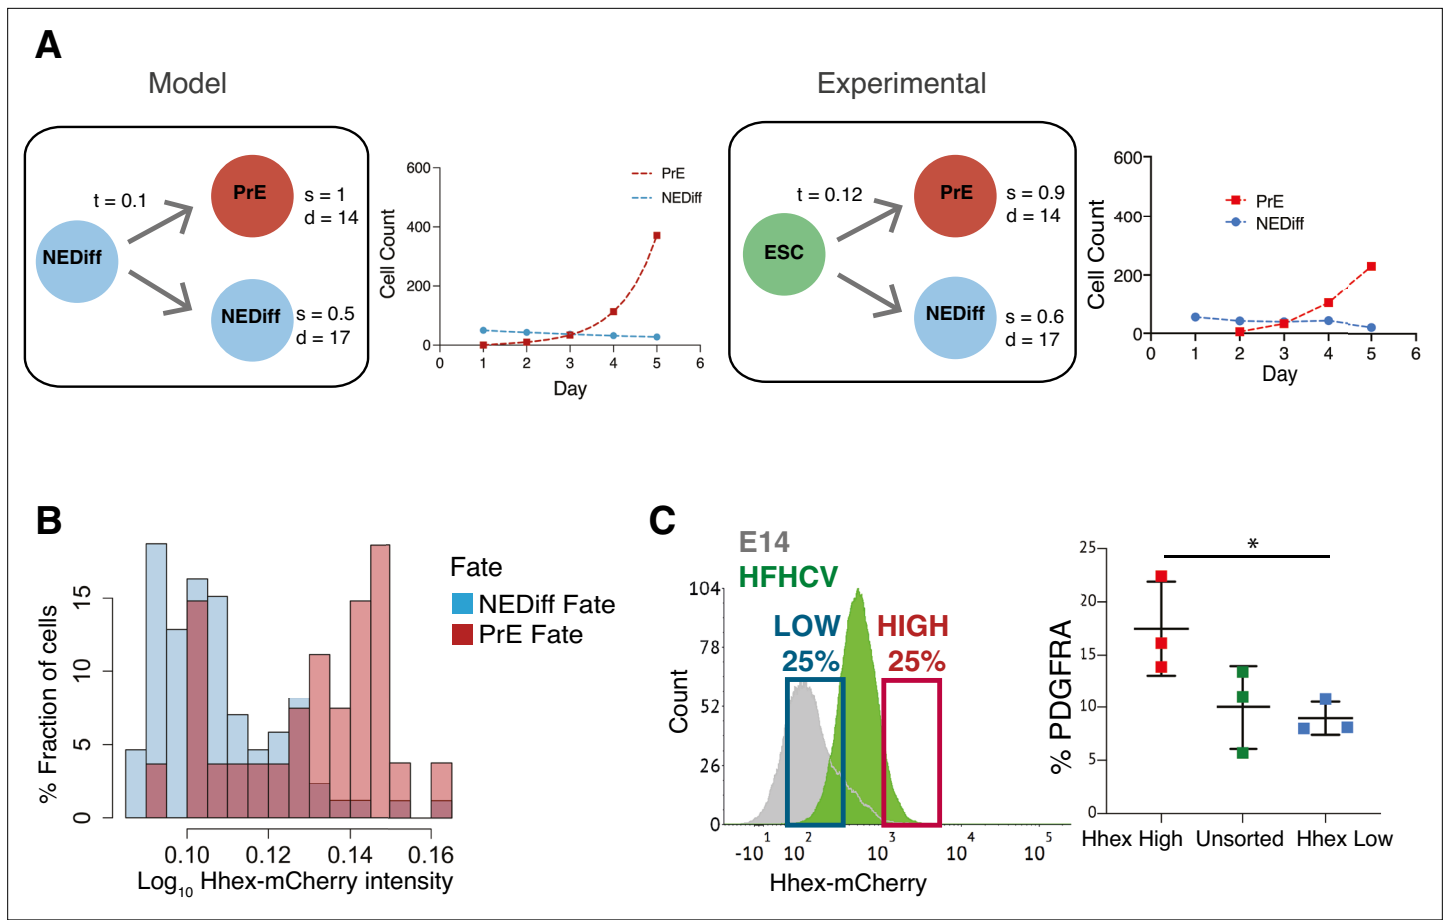 A
Model
Experimental
NEDiff
t = 0.1
PrE
s = 1
d = 14
NEDiff
s = 0.5
d = 17
Cell Count
600
400
200
0
0 1 2 3 4 5 6
Day
PrE
NEDiff
ESC
t = 0.12
PrE
s = 0.9
d = 14
NEDiff
s = 0.6
d = 17
Cell Count
600
400
200
0
0 1 2 3 4 5 6
Day
PrE
NEDiff
B
% Fraction of cells
15
10
5
0
0.10 0.12 0.14 0.16
Log10 Hhex-mCherry intensity
Fate
NEDiff Fate
PrE Fate
C
E14
HFHCV
LOW
25%
HIGH
25%
Count
104
78
52
26
0
-10^1 10^2 10^3 10^4 10^5
Hhex-mCherry
% PDGFRA
25
20
15
10
5
0
*
Hhex High Unsorted Hhex Low